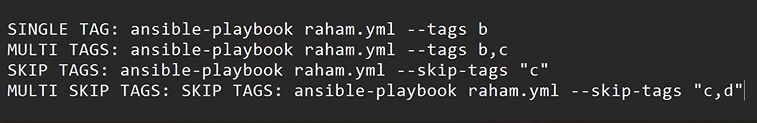 SINGLE TAG: ansible-playbook raham.yml --tags b
MULTI TAGS: ansible-playbook raham.yml --tags b,c
SKIP TAGS: ansible-playbook raham.yml --skip-tags "c"
MULTI SKIP TAGS: SKIP TAGS: ansible-playbook raham.yml --skip-tags "c,d"